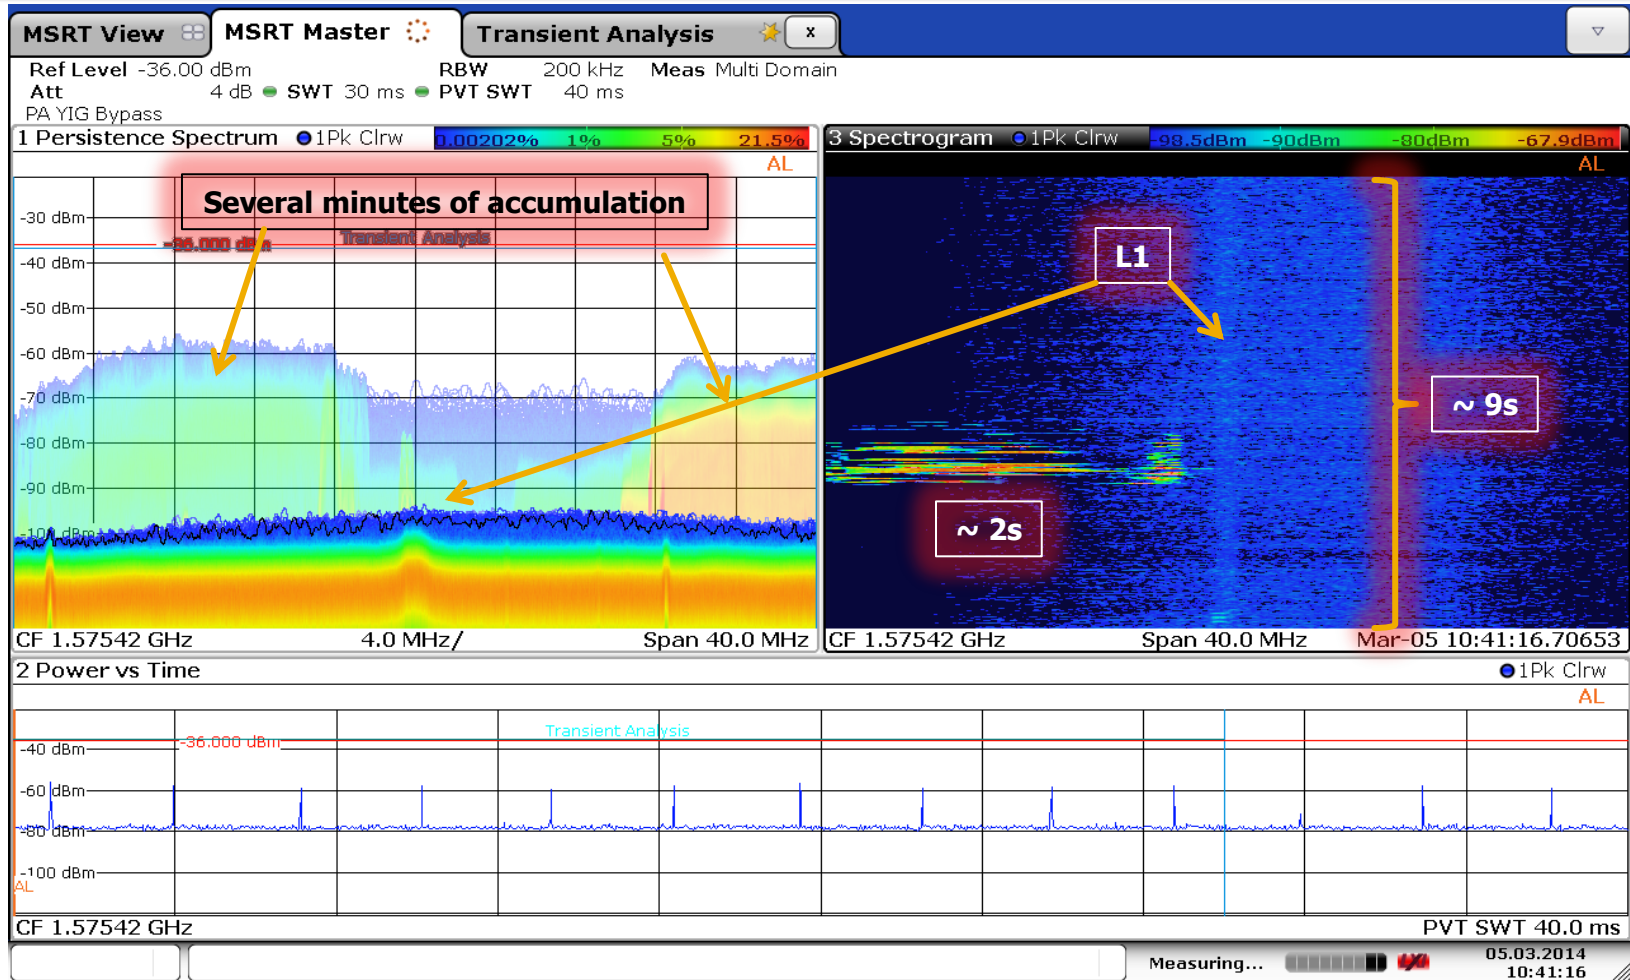 MSRT View
MSRT Master
Transient Analysis
x
Ref Level -36.00 dBm RBW 200 kHz Meas Multi Domain
Att 4 dB SWT 30 ms PVT SWT 40 ms
PA YIG Bypass
1 Persistence Spectrum 1Pk Clrw 0.00202% 1% 5% 21.5%
AL
Several minutes of accumulation
-30 dBm
-36.000 dBm
Transient Analysis
-40 dBm
-50 dBm
-60 dBm
-70 dBm
-80 dBm
-90 dBm
-100 dBm
CF 1.57542 GHz 4.0 MHz/ Span 40.0 MHz
3 Spectrogram 1Pk Clrw -98.5dBm -90dBm -80dBm -67.9dBm
AL
L1
~ 9s
~ 2s
CF 1.57542 GHz Span 40.0 MHz Mar-05 10:41:16.70653
2 Power vs Time 1Pk Clrw
AL
Transient Analysis
-36.000 dBm
-40 dBm
-60 dBm
-80 dBm
-100 dBm
AL
CF 1.57542 GHz PVT SWT 40.0 ms
Measuring...
05.03.2014
10:41:16